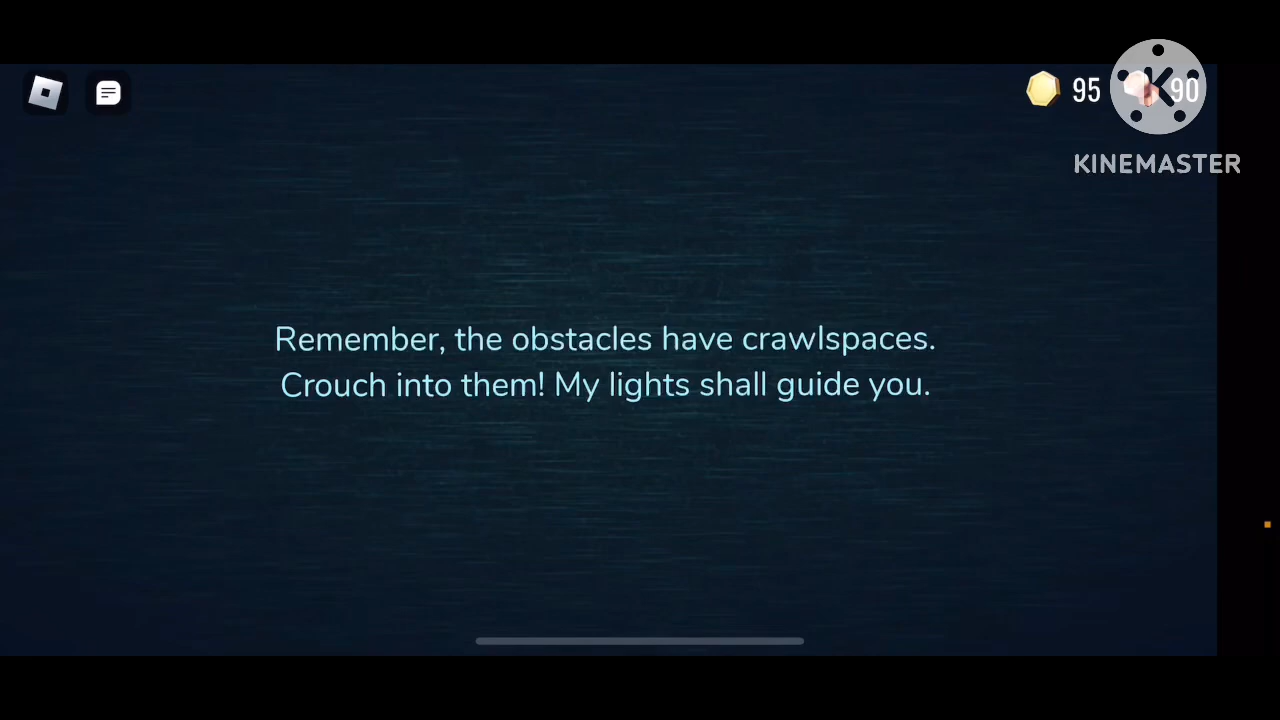 95
90
KINEMASTER
Remember, the obstacles have crawlspaces.
Crouch into them! My lights shall guide you.